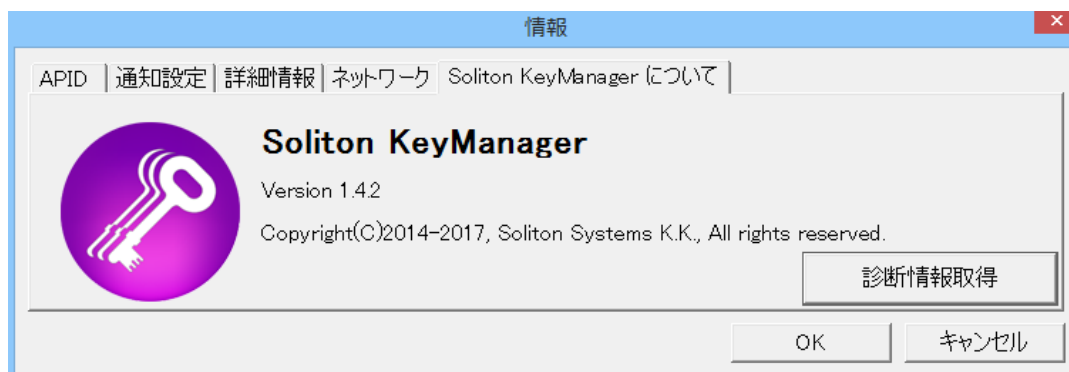 情報
APID 通知設定 詳細情報 ネットワーク Soliton KeyManager について
Soliton KeyManager
Version 1.4.2
Copyright(C)2014-2017, Soliton Systems K.K., All rights reserved.
診断情報取得
OK キャンセル